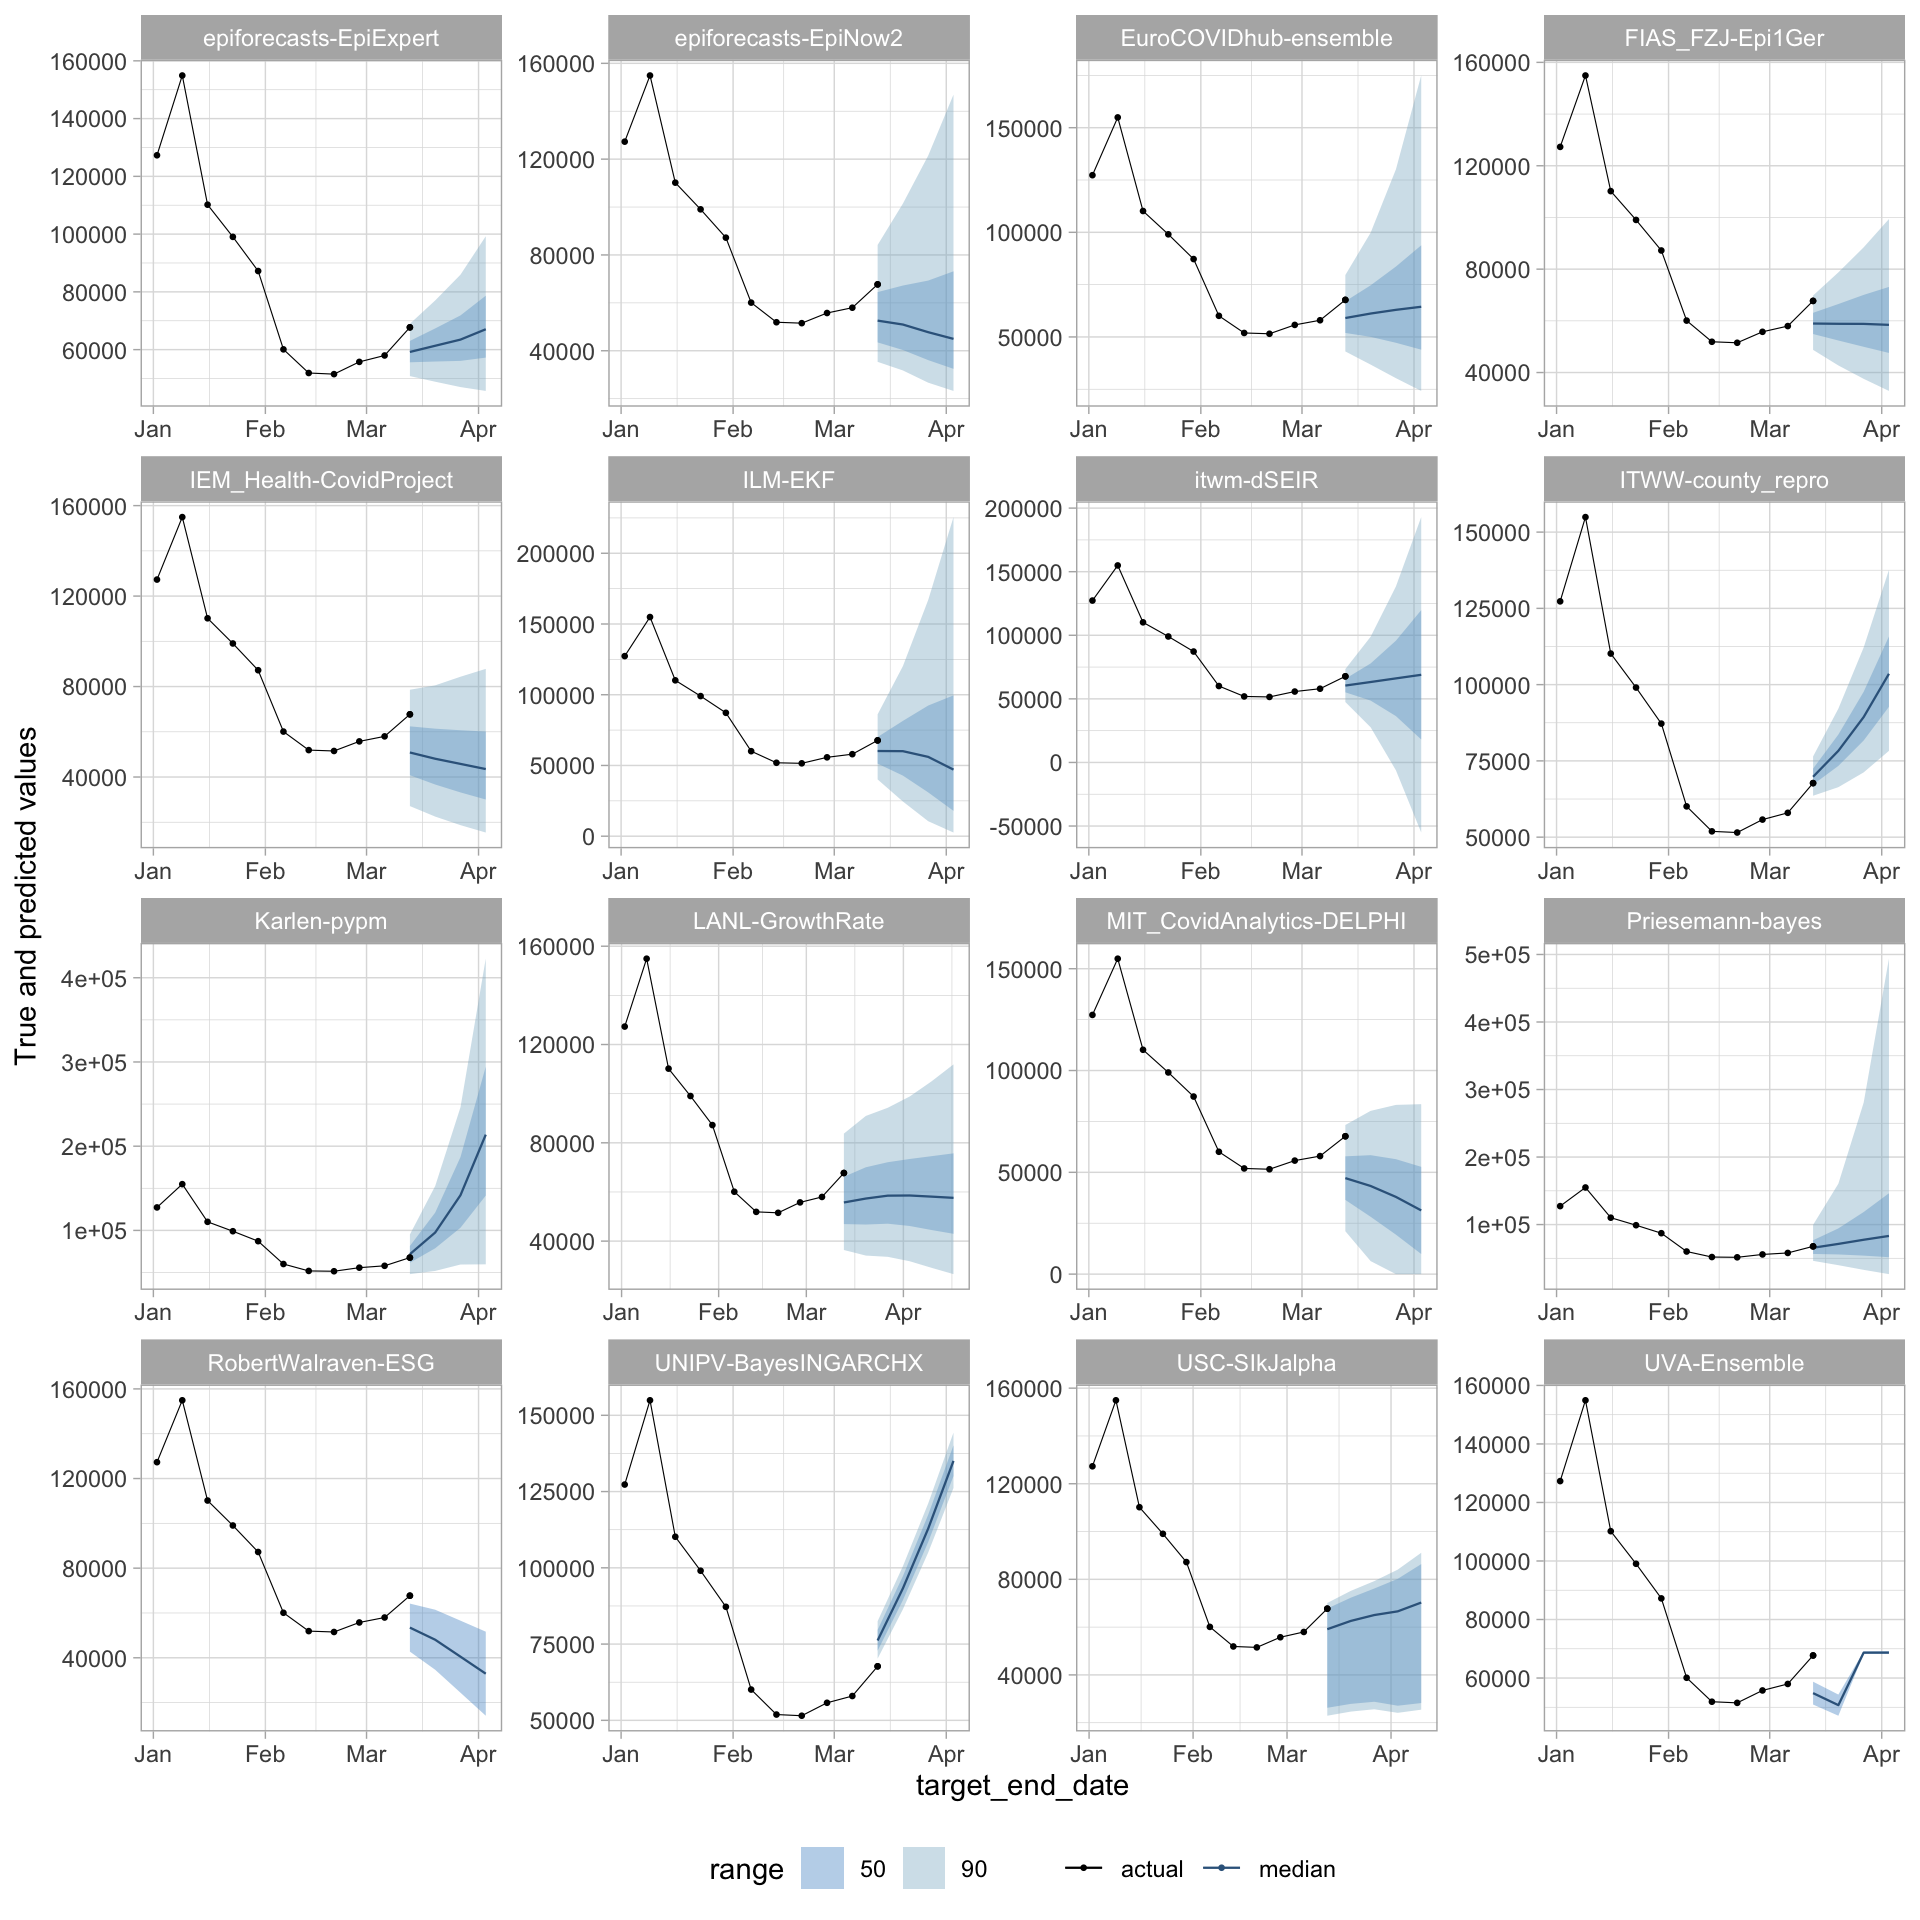 epiforecasts-EpiExpert
epiforecasts-EpiNow2
EuroCOVIDhub-ensemble
FIAS_FZJ-Epi1Ger
160000
140000
120000
100000
80000
60000
Jan Feb Mar Apr
160000
120000
80000
40000
Jan Feb Mar Apr
150000
100000
50000
Jan Feb Mar Apr
160000
120000
80000
40000
Jan Feb Mar Apr
IEM_Health-CovidProject
ILM-EKF
itwm-dSEIR
ITWW-county_repro
160000
120000
80000
40000
Jan Feb Mar Apr
200000
150000
100000
50000
0
Jan Feb Mar Apr
200000
150000
100000
50000
0
-50000
Jan Feb Mar Apr
150000
125000
100000
75000
50000
Jan Feb Mar Apr
True and predicted values
Karlen-pypm
LANL-GrowthRate
MIT_CovidAnalytics-DELPHI
Priesemann-bayes
4e+05
3e+05
2e+05
1e+05
Jan Feb Mar Apr
160000
120000
80000
40000
Jan Feb Mar Apr
150000
100000
50000
0
Jan Feb Mar Apr
5e+05
4e+05
3e+05
2e+05
1e+05
Jan Feb Mar Apr
RobertWalraven-ESG
UNIPV-BayesINGARCHX
USC-SIkJalpha
UVA-Ensemble
160000
120000
80000
40000
Jan Feb Mar Apr
150000
125000
100000
75000
50000
Jan Feb Mar Apr
160000
120000
80000
40000
Jan Feb Mar Apr
160000
140000
120000
100000
80000
60000
Jan Feb Mar Apr
target_end_date
range 50 90 actual median